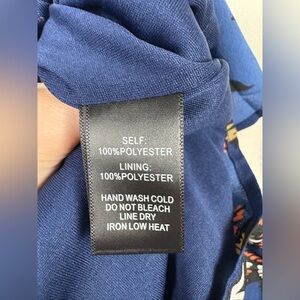 SELF:
100%POLYESTER
LINING:
100%POLYESTER
HAND WASH COLD
DO NOT BLEACH
LINE DRY
IRON LOW HEAT